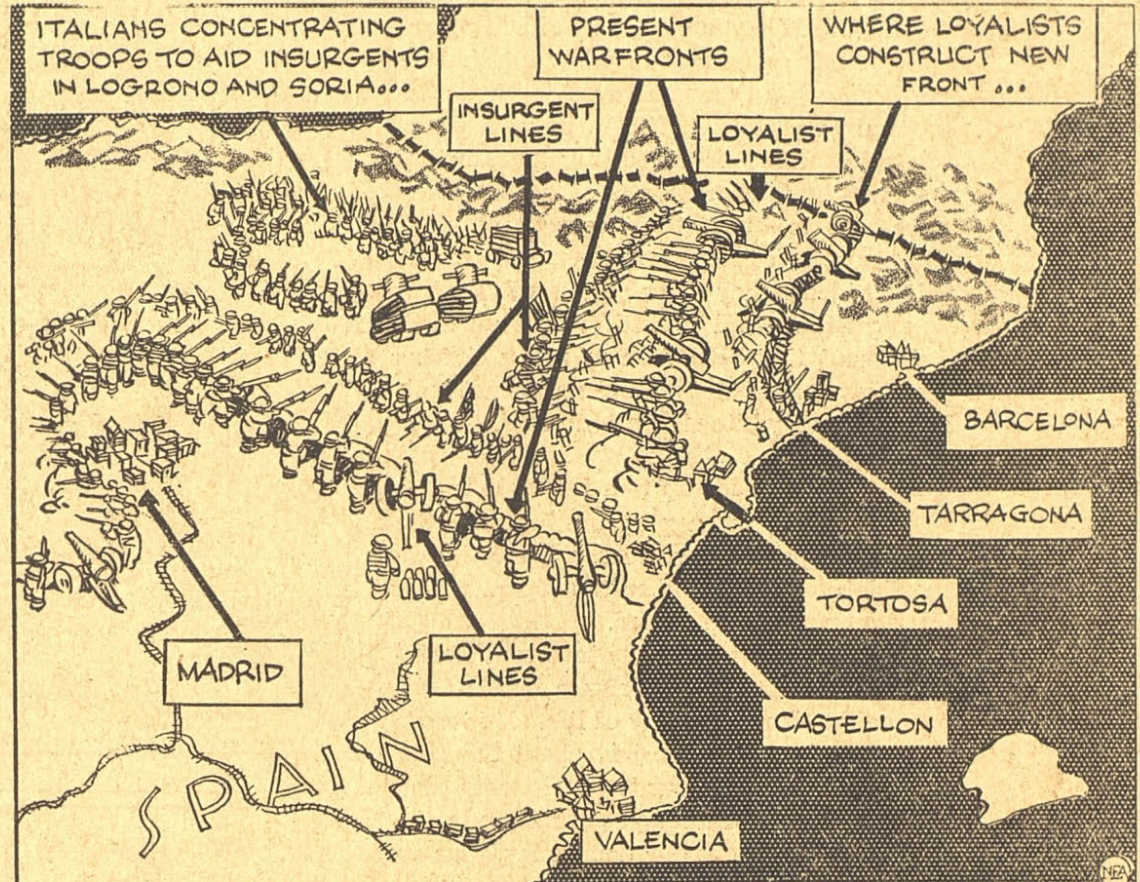 ITALIANS CONCENTRATING
TROOPS TO AID INSURGENTS
IN LOGRONO AND SORIA...
PRESENT
WARFRONTS
WHERE LOYALISTS
CONSTRUCT NEW
FRONT ...
INSURGENT
LINES
LOYALIST
LINES
BARCELONA
TARRAGONA
TORTOSA
MADRID
LOYALIST
LINES
CASTELLON
SPAIN
VALENCIA
NEA